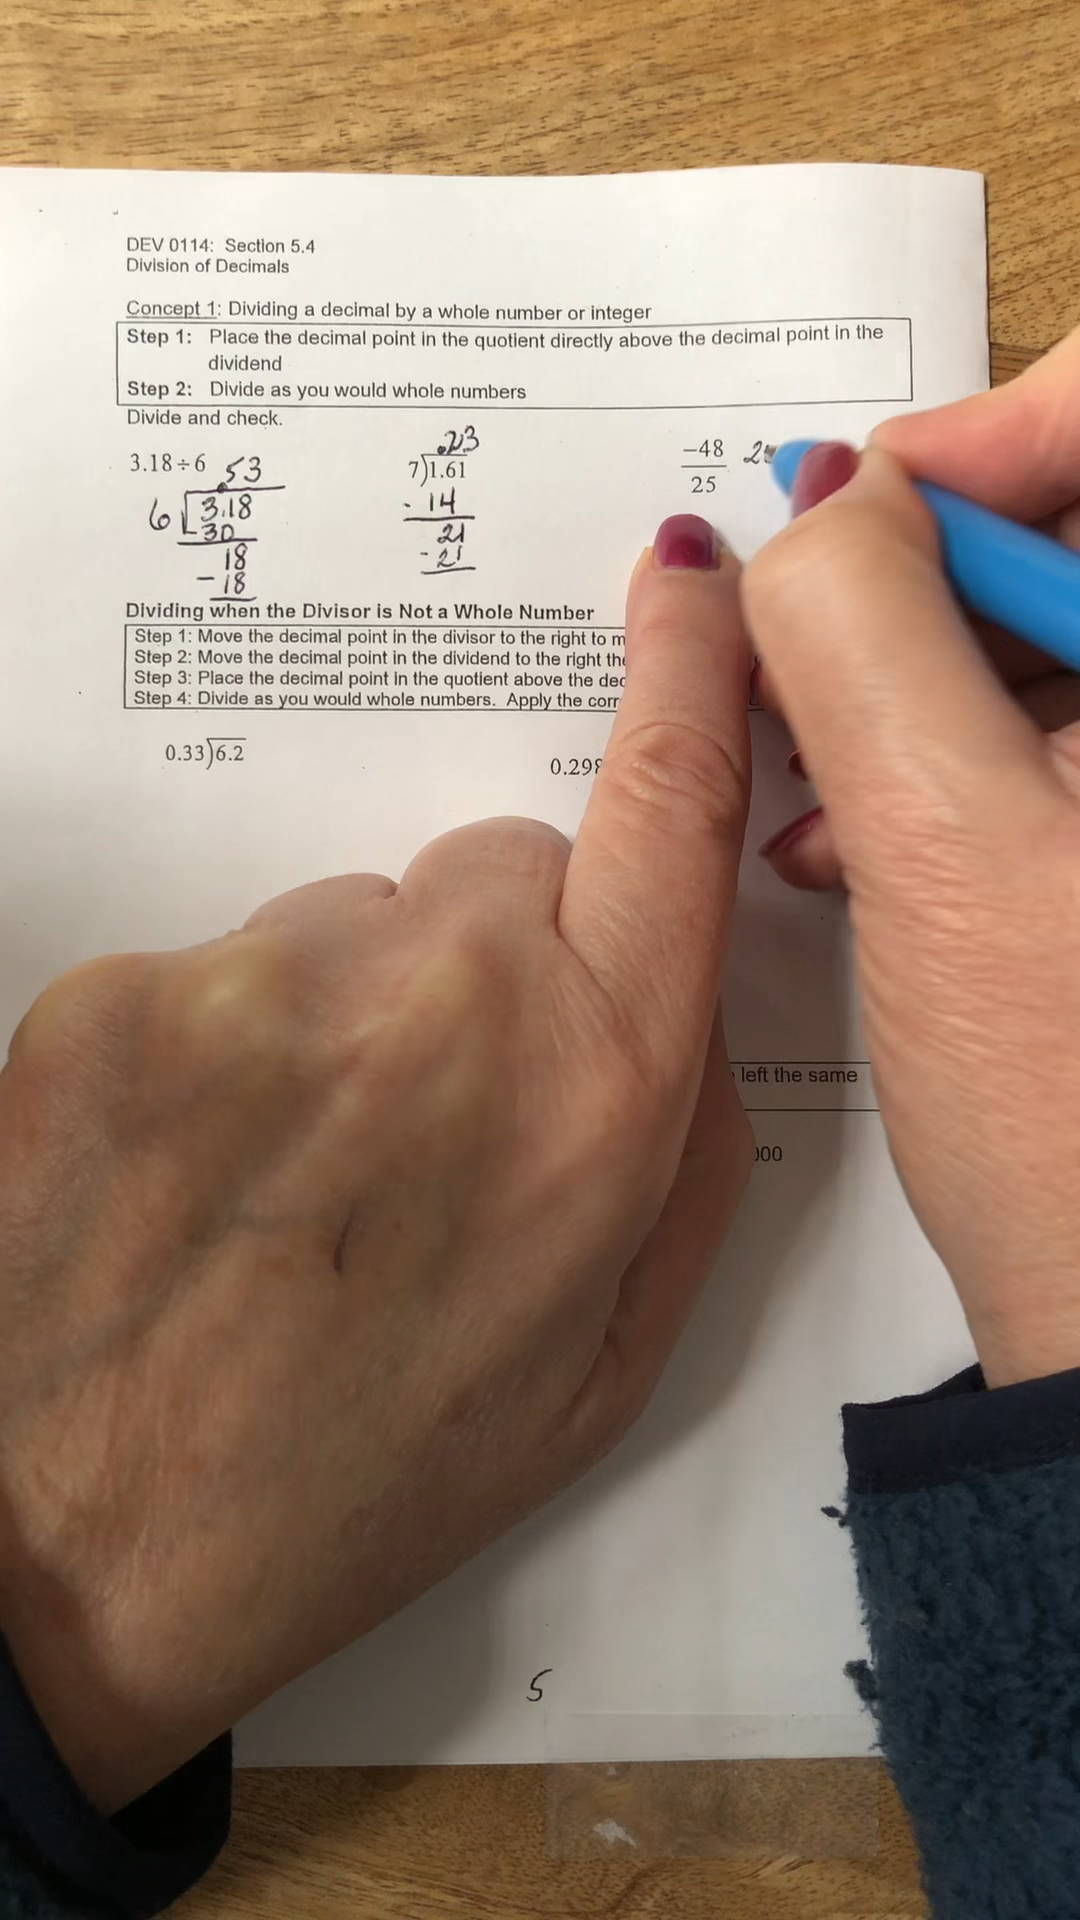 DEV 0114: Section 5.4
Division of Decimals
Concept 1: Dividing a decimal by a whole number or integer
Step 1: Place the decimal point in the quotient directly above the decimal point in the
dividend
Step 2: Divide as you would whole numbers
Divide and check.
3.18÷6
.53
6)3.18
-30
18
-18
.23
7)1.61
-14
21
-21
-48
25
2
Dividing when the Divisor is Not a Whole Number
Step 1: Move the decimal point in the divisor to the right to
Step 2: Move the decimal point in the dividend to the right
Step 3: Place the decimal point in the quotient above the
Step 4: Divide as you would whole numbers. Apply the
0.33)6.2
0.298
left the same
000
5